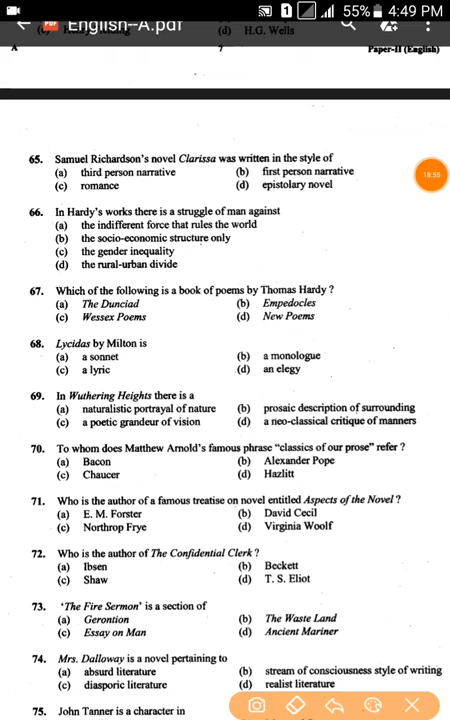 1 55% 4:49 PM
English-A.pdf
(d) H.G. Wells
A 7 Paper-II (English)
18:55
65. Samuel Richardson's novel Clarissa was written in the style of
(a) third person narrative (b) first person narrative
(c) romance (d) epistolary novel
66. In Hardy's works there is a struggle of man against
(a) the indifferent force that rules the world
(b) the socio-economic structure only
(c) the gender inequality
(d) the rural-urban divide
67. Which of the following is a book of poems by Thomas Hardy ?
(a) The Dunciad (b) Empedocles
(c) Wessex Poems (d) New Poems
68. Lycidas by Milton is
(a) a sonnet (b) a monologue
(c) a lyric (d) an elegy
69. In Wuthering Heights there is a
(a) naturalistic portrayal of nature (b) prosaic description of surrounding
(c) a poetic grandeur of vision (d) a neo-classical critique of manners
70. To whom does Matthew Arnold's famous phrase "classics of our prose" refer ?
(a) Bacon (b) Alexander Pope
(c) Chaucer (d) Hazlitt
71. Who is the author of a famous treatise on novel entitled Aspects of the Novel ?
(a) E. M. Forster (b) David Cecil
(c) Northrop Frye (d) Virginia Woolf
72. Who is the author of The Confidential Clerk ?
(a) Ibsen (b) Beckett
(c) Shaw (d) T. S. Eliot
73. 'The Fire Sermon' is a section of
(a) Gerontion (b) The Waste Land
(c) Essay on Man (d) Ancient Mariner
74. Mrs. Dalloway is a novel pertaining to
(a) absurd literature (b) stream of consciousness style of writing
(c) diasporic literature (d) realist literature
75. John Tanner is a character in